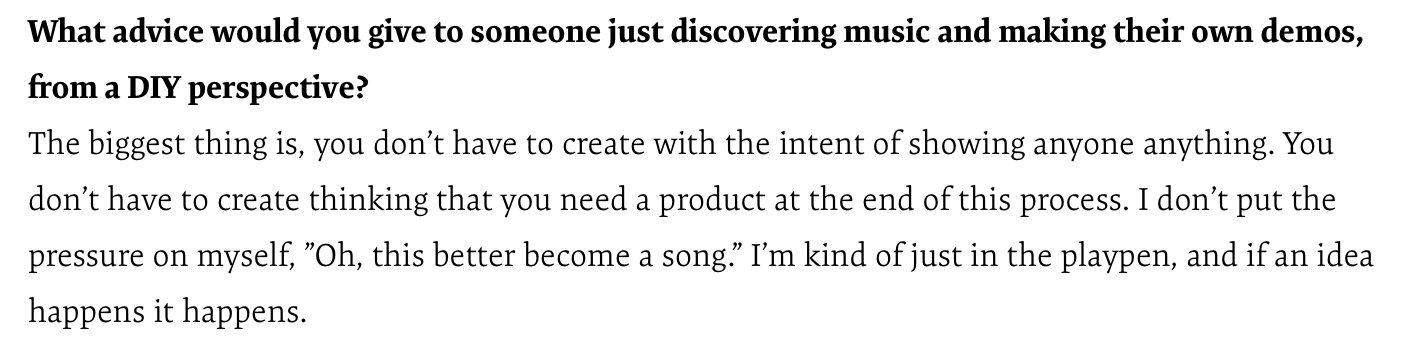 What advice would you give to someone just discovering music and making their own demos,
from a DIY perspective?
The biggest thing is, you don’t have to create with the intent of showing anyone anything. You
don’t have to create thinking that you need a product at the end of this process. I don’t put the
pressure on myself, ”Oh, this better become a song.” I’m kind of just in the playpen, and if an idea
happens it happens.